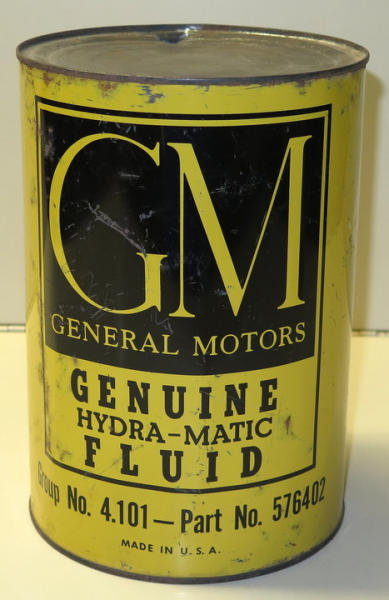 GM
GENERAL MOTORS
GENUINE
HYDRA-MATIC
FLUID
Group No. 4.101—Part No. 576402
MADE IN U.S.A.